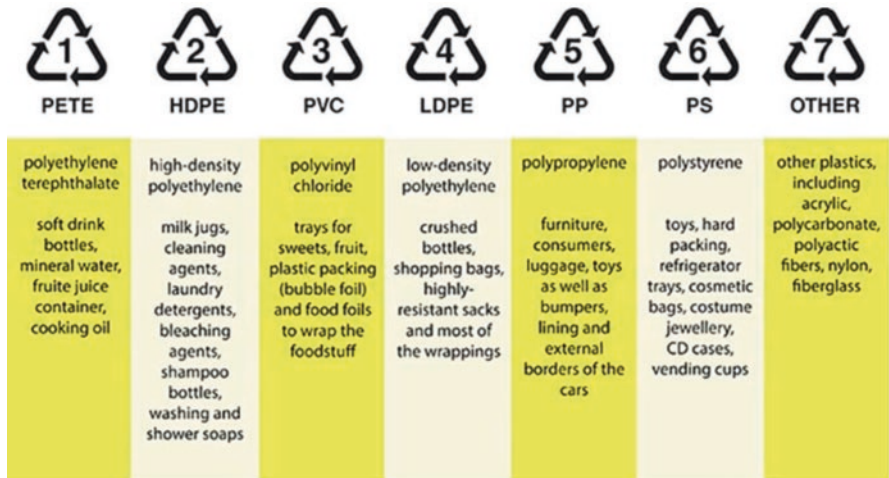 1
PETE
polyethylene
terephthalate
soft drink
bottles,
mineral water,
fruite juice
container,
cooking oil
2
HDPE
high-density
polyethylene
milk jugs,
cleaning
agents,
laundry
detergents,
bleaching
agents,
shampoo
bottles,
washing and
shower soaps
3
PVC
polyvinyl
chloride
trays for
sweets, fruit,
plastic packing
(bubble foil)
and food foils
to wrap the
foodstuff
4
LDPE
low-density
polyethylene
crushed
bottles,
shopping bags,
highly-
resistant sacks
and most of
the wrappings
5
PP
polypropylene
furniture,
consumers,
luggage, toys
as well as
bumpers,
lining and
external
borders of the
cars
6
PS
polystyrene
toys, hard
packing,
refrigerator
trays, cosmetic
bags, costume
jewellery,
CD cases,
vending cups
7
OTHER
other plastics,
including
acrylic,
polycarbonate,
polyactic
fibers, nylon,
fiberglass